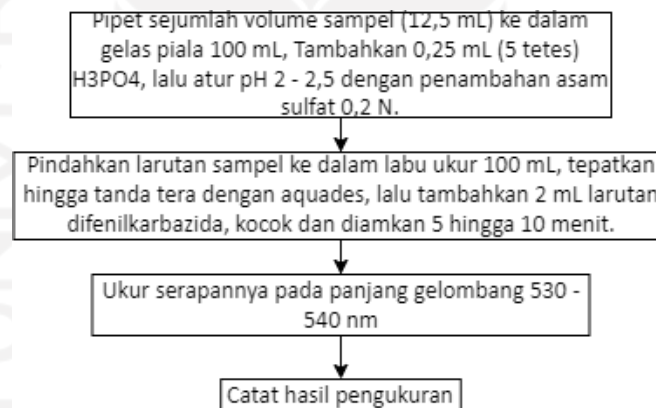 Pipet sejumlah volume sampel (12,5 mL) ke dalam
gelas piala 100 mL, Tambahkan 0,25 mL (5 tetes)
H3PO4, lalu atur pH 2 - 2,5 dengan penambahan asam
sulfat 0,2 N.
Pindahkan larutan sampel ke dalam labu ukur 100 mL, tepatkan
hingga tanda tera dengan aquades, lalu tambahkan 2 mL larutan
difenilkarbazida, kocok dan diamkan 5 hingga 10 menit.
Ukur serapannya pada panjang gelombang 530 -
540 nm
Catat hasil pengukuran